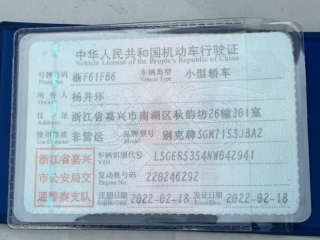 中华人民共和国机动车行驶证
Vehicle License of the People's Republic of China
号牌号码 浙F61FB6 车辆类型 小型轿车
Plate No. Vehicle Type
所有人 杨井环
Owner
住址 浙江省嘉兴市南湖区秋韵坊26幢301室
Address
使用性质 非营运 品牌型号 别克牌SGM7153JBA2
Use Character Model
浙江省嘉兴
市公安局交
通警察支队
车辆识别代号 LSGER5354NW042941
VIN
发动机号码 220246292
Engine No.
注册日期 2022-02-18 发证日期 2022-02-18
Register Date Issue Date